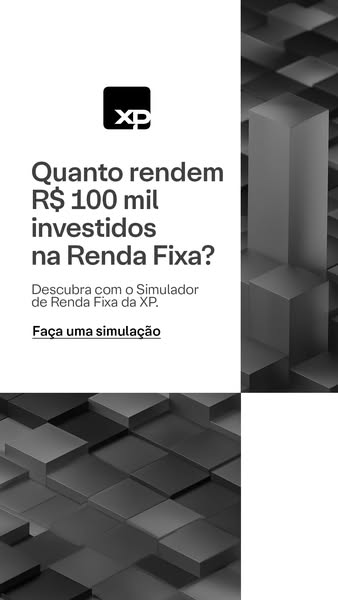 xp
Quanto rendem
R$ 100 mil
investidos
na Renda Fixa?
Descubra com o Simulador
de Renda Fixa da XP.
Faça uma simulação